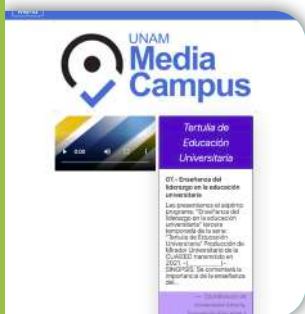 Menú
UNAM
Media
Campus
0:00
Tertulia de
Educación
Universitaria
07.- Enseñanza del
liderazgo en la educación
universitaria
Les presentamos el séptimo
programa: "Enseñanza del
liderazgo en la educación
universitaria" tercera
temporada de la serie:
"Tertulia de Educación
Universitaria" Producción de
Mirador Universitario de la
CUAIEED transmitido en
2021. -(__________)-
SINOPSIS: Se comentará la
importancia de la enseñanza
del...